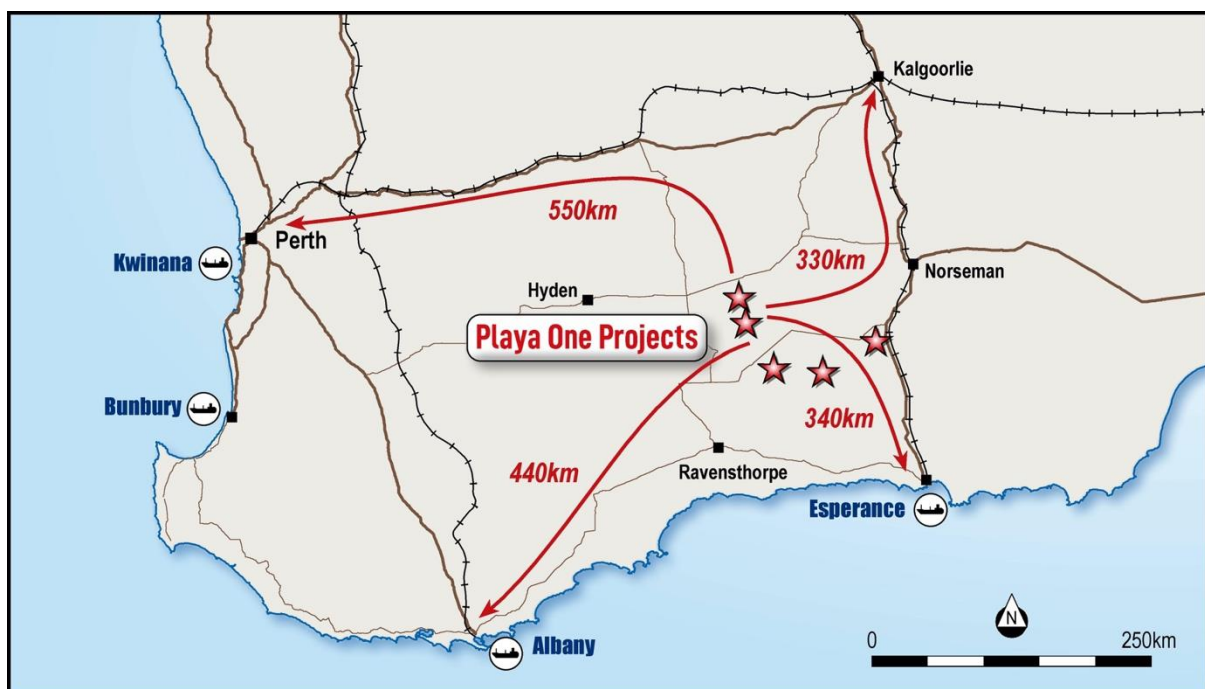 Kalgoorlie
550km
Perth
Kwinana
330km
Norseman
Hyden
Playa One Projects
Bunbury
340km
Ravensthorpe
440km
Esperance
Albany
N
0
250km